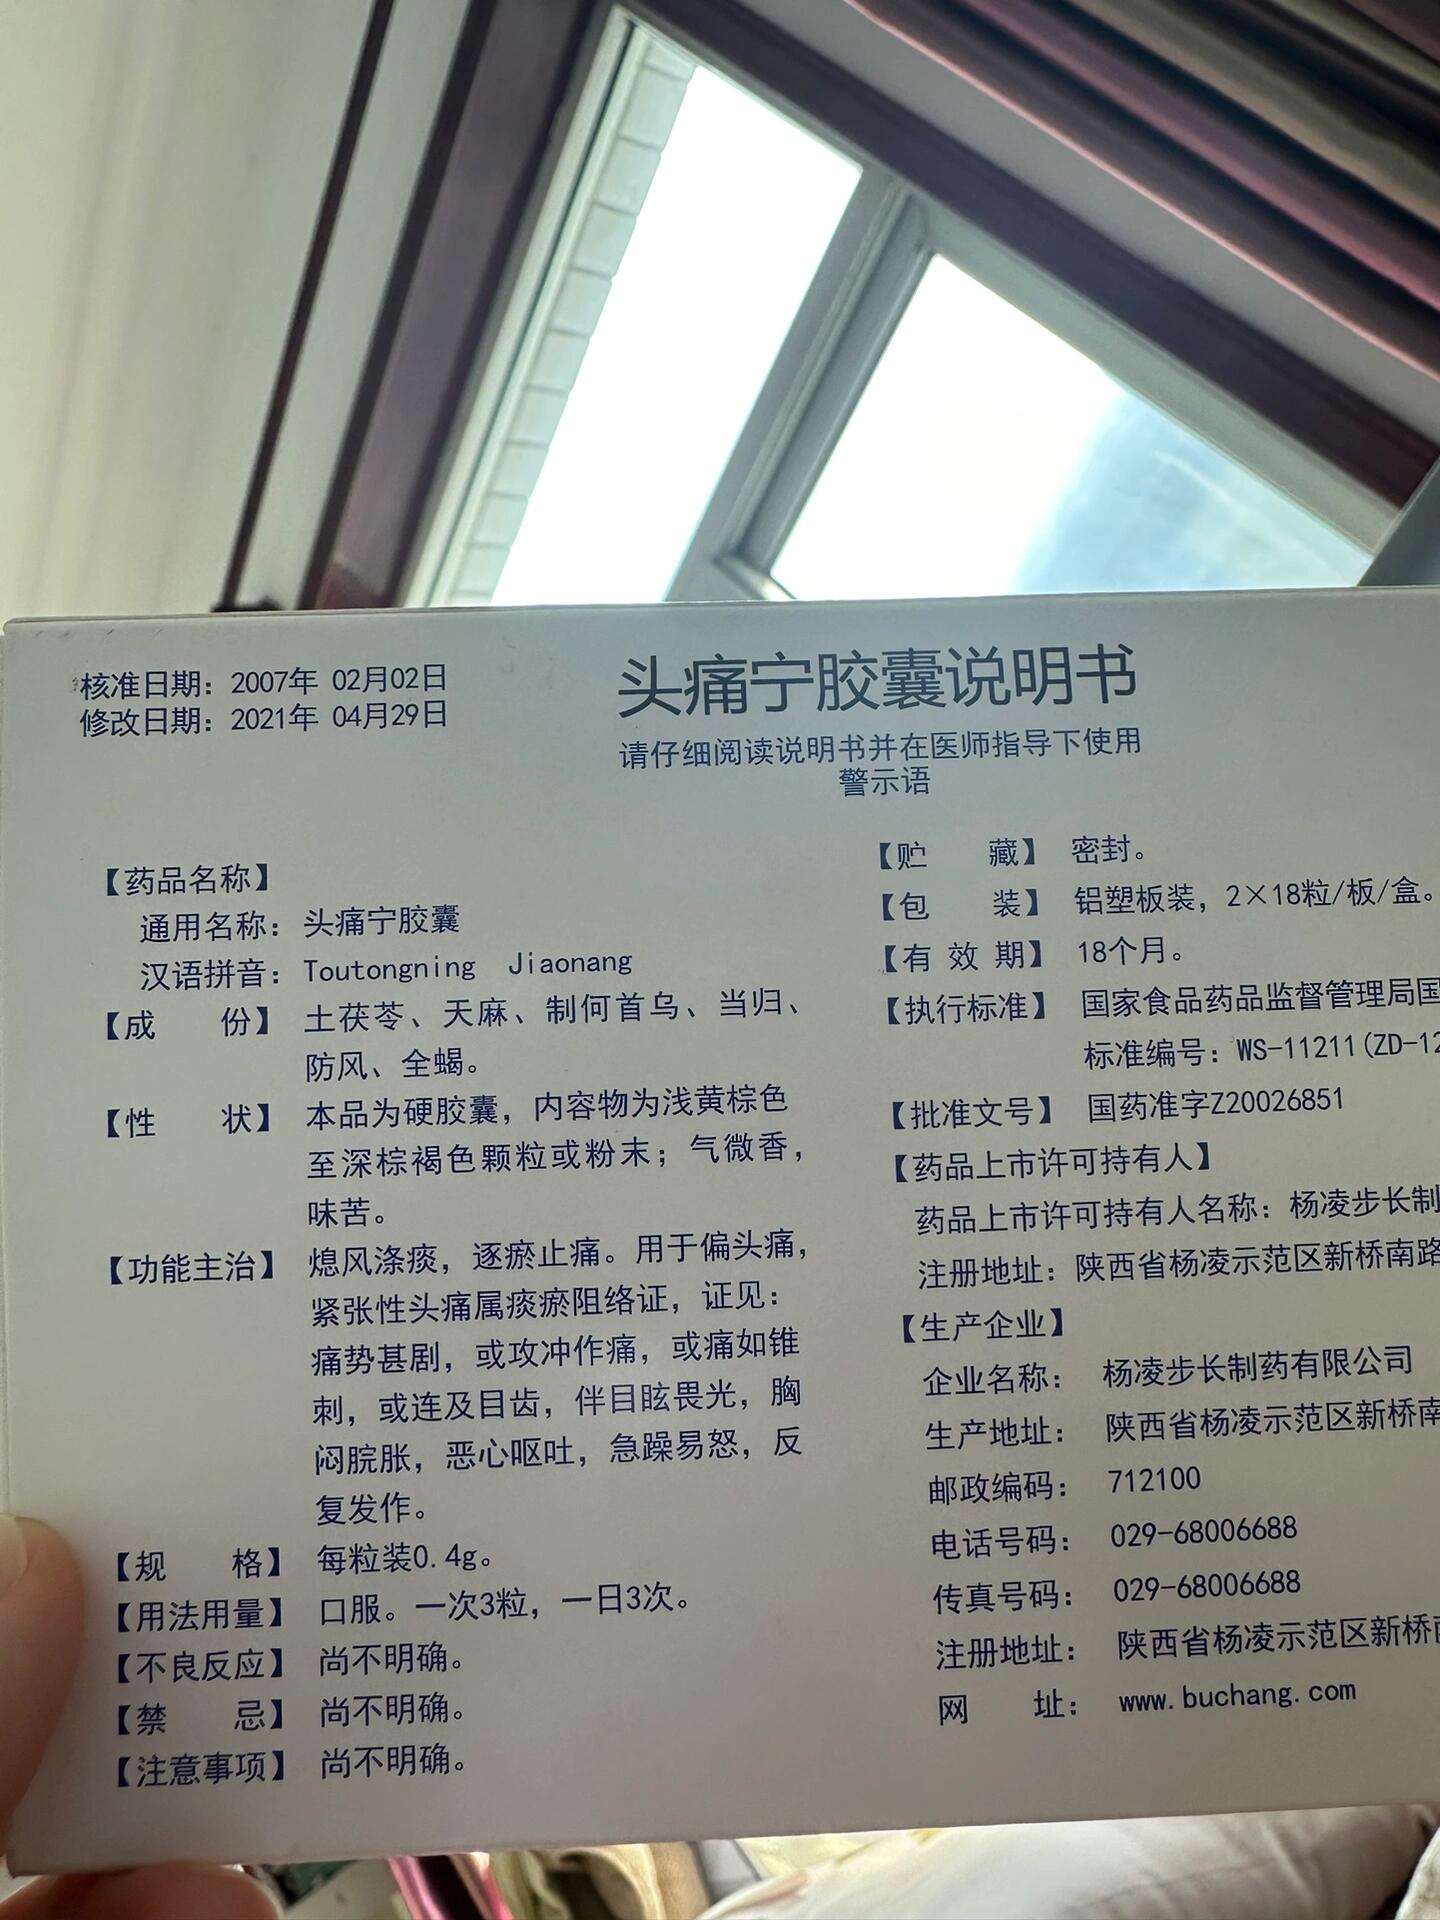 核准日期：2007年 02月02日
修改日期：2021年 04月29日
头痛宁胶囊说明书
请仔细阅读说明书并在医师指导下使用
警示语
【药品名称】
通用名称：头痛宁胶囊
汉语拼音：Toutongning Jiaonang
【成 份】 土茯苓、天麻、制何首乌、当归、
防风、全蝎。
【性 状】 本品为硬胶囊，内容物为浅黄棕色
至深棕褐色颗粒或粉末；气微香，
味苦。
【功能主治】 熄风涤痰，逐瘀止痛。用于偏头痛，
紧张性头痛属痰瘀阻络证，证见：
痛势甚剧，或攻冲作痛，或痛如锥
刺，或连及目齿，伴目眩畏光，胸
闷脘胀，恶心呕吐，急躁易怒，反
复发作。
【规 格】 每粒装0.4g。
【用法用量】 口服。一次3粒，一日3次。
【不良反应】 尚不明确。
【禁 忌】 尚不明确。
【注意事项】 尚不明确。
【贮 藏】 密封。
【包 装】 铝塑板装，2×18粒/板/盒。
【有 效 期】 18个月。
【执行标准】 国家食品药品监督管理局国
标准编号：WS-11211(ZD-12
【批准文号】 国药准字Z20026851
【药品上市许可持有人】
药品上市许可持有人名称：杨凌步长制
注册地址：陕西省杨凌示范区新桥南路
【生产企业】
企业名称： 杨凌步长制药有限公司
生产地址： 陕西省杨凌示范区新桥南
邮政编码： 712100
电话号码： 029-68006688
传真号码： 029-68006688
注册地址： 陕西省杨凌示范区新桥
网 址： www.buchang.com